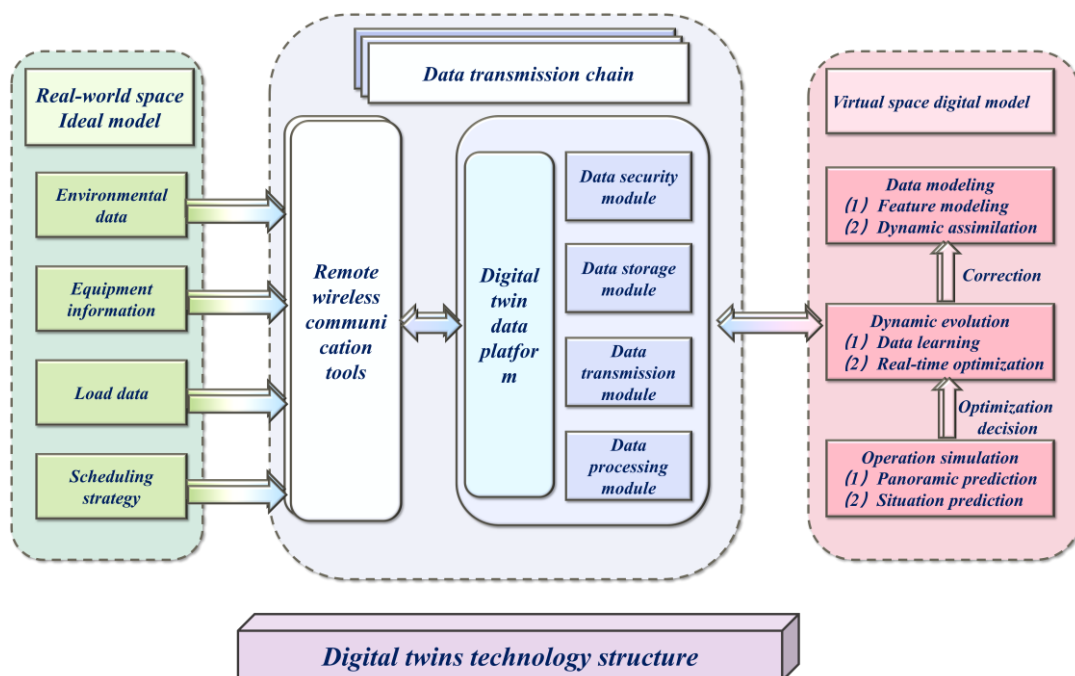 Real-world space
Ideal model
Environmental
data
Equipment
information
Load data
Scheduling
strategy
Data transmission chain
Remote
wireless
communi
cation
tools
Digital
twin
data
platfor
m
Data security
module
Data storage
module
Data
transmission module
Data
processing
module
Virtual space digital model
Data modeling
(1) Feature modeling
(2) Dynamic assimilation
Correction
Dynamic evolution
(1) Data learning
(2) Real-time optimization
Optimization
decision
Operation simulation
(1) Panoramic prediction
(2) Situation prediction
Digital twins technology structure